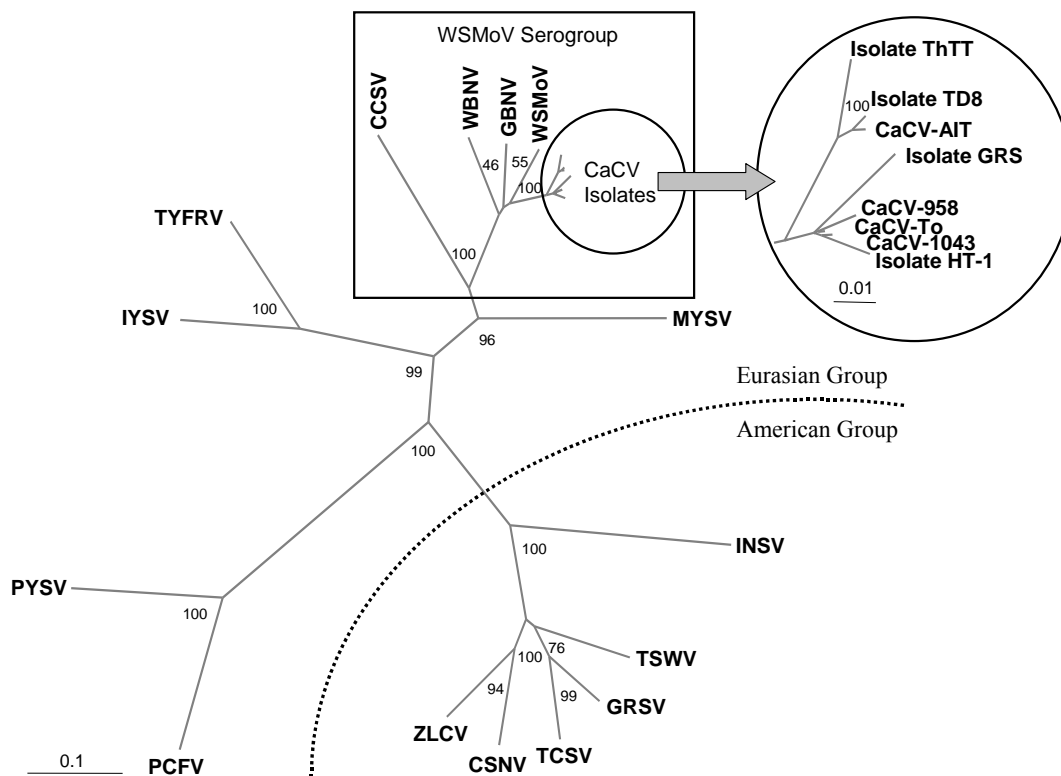 WSMoV Serogroup
CCSV
WBNV
GBNV
WSMoV
46
55
100
CaCV
Isolates
100
Isolate ThTT
100
Isolate TD8
CaCV-AIT
Isolate GRS
CaCV-958
CaCV-To
CaCV-1043
Isolate HT-1
0.01
TYFRV
IYSV
100
MYSV
96
99
Eurasian Group
American Group
100
INSV
100
PYSV
100
TSWV
76
100
94
99
GRSV
ZLCV
CSNV
TCSV
PCFV
0.1